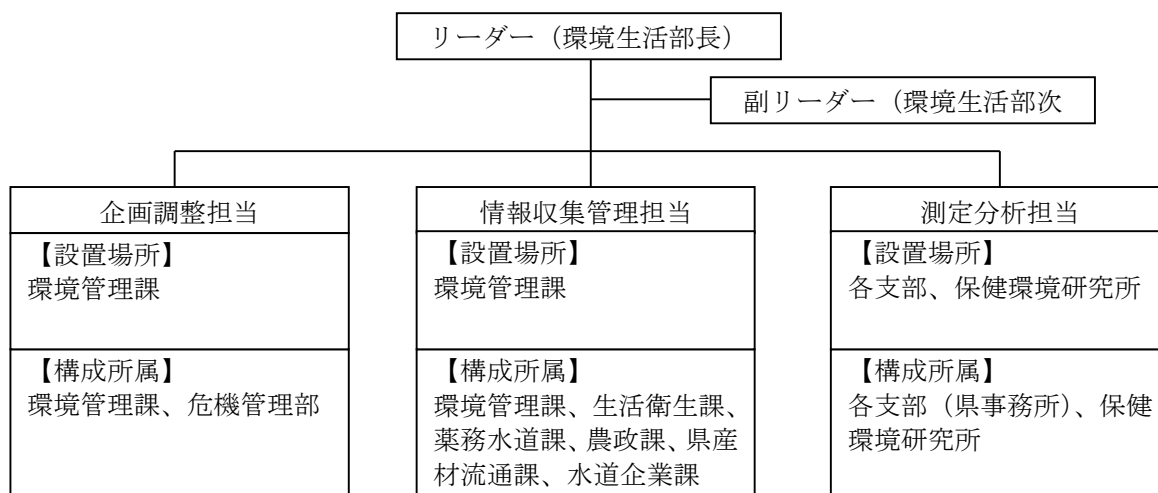 リーダー（環境生活部長）
副リーダー（環境生活部次
企画調整担当
【設置場所】
環境管理課
【構成所属】
環境管理課、危機管理部
情報収集管理担当
【設置場所】
環境管理課
【構成所属】
環境管理課、生活衛生課、
薬務水道課、農政課、県産
材流通課、水道企業課
測定分析担当
【設置場所】
各支部、保健環境研究所
【構成所属】
各支部（県事務所）、保健
環境研究所